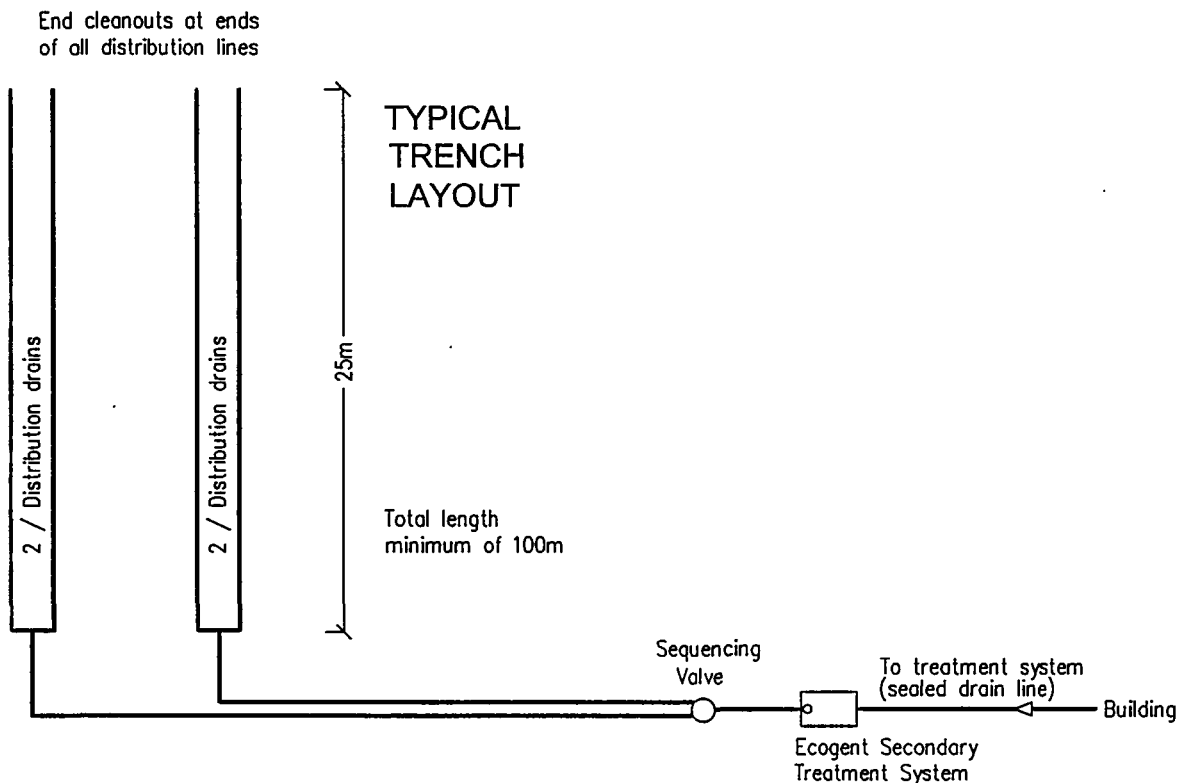 End cleanouts at ends
of all distribution lines
TYPICAL
TRENCH
LAYOUT
2 / Distribution drains
2 / Distribution drains
25m
Total length
minimum of 100m
Sequencing
Valve
To treatment system
(sealed drain line)
Building
Ecogent Secondary
Treatment System